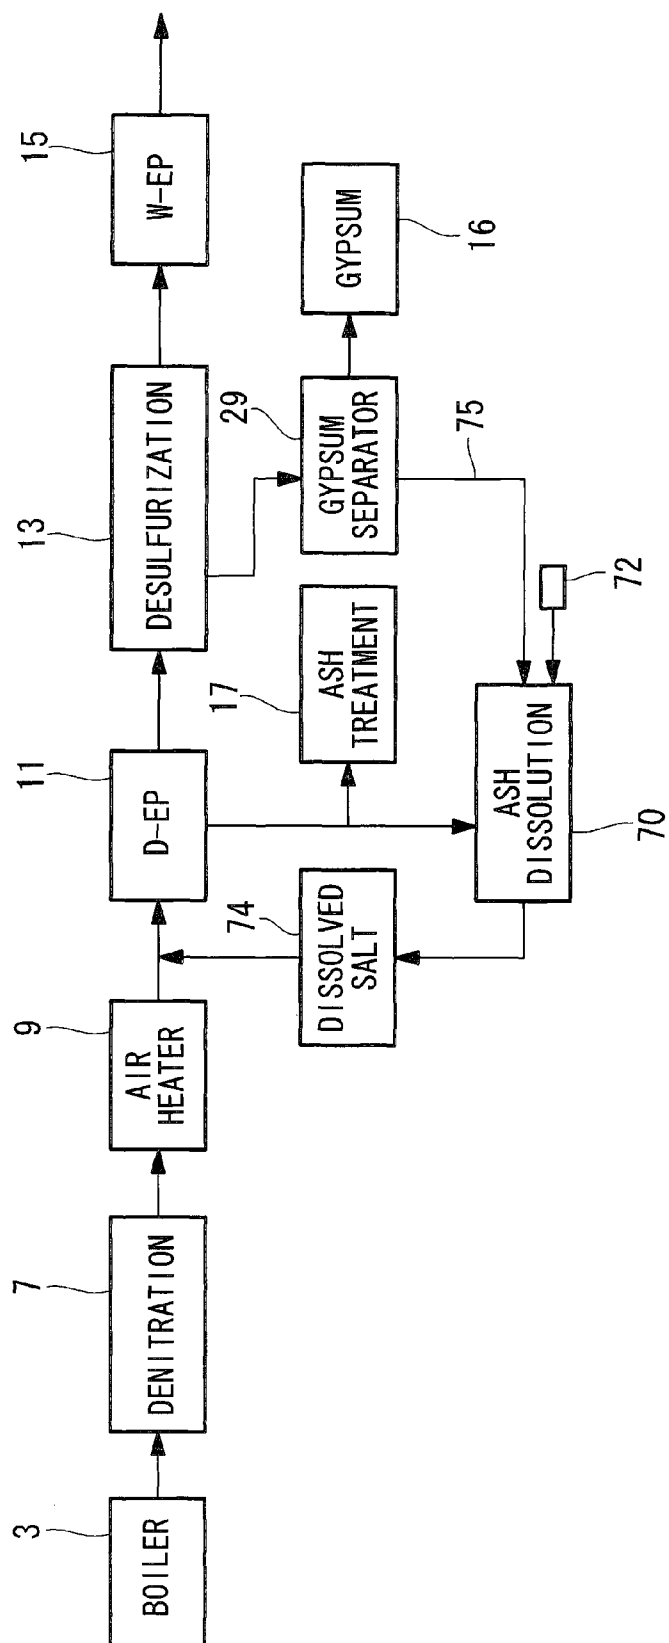 3
BOILER
7
DENITRATION
9
AIR
HEATER
11
D-EP
13
DESULFURIZATION
15
W-EP
74
DISSOLVED
SALT
17
ASH
TREATMENT
29
GYPSUM
SEPARATOR
GYPSUM
16
75
72
ASH
DISSOLUTION
70